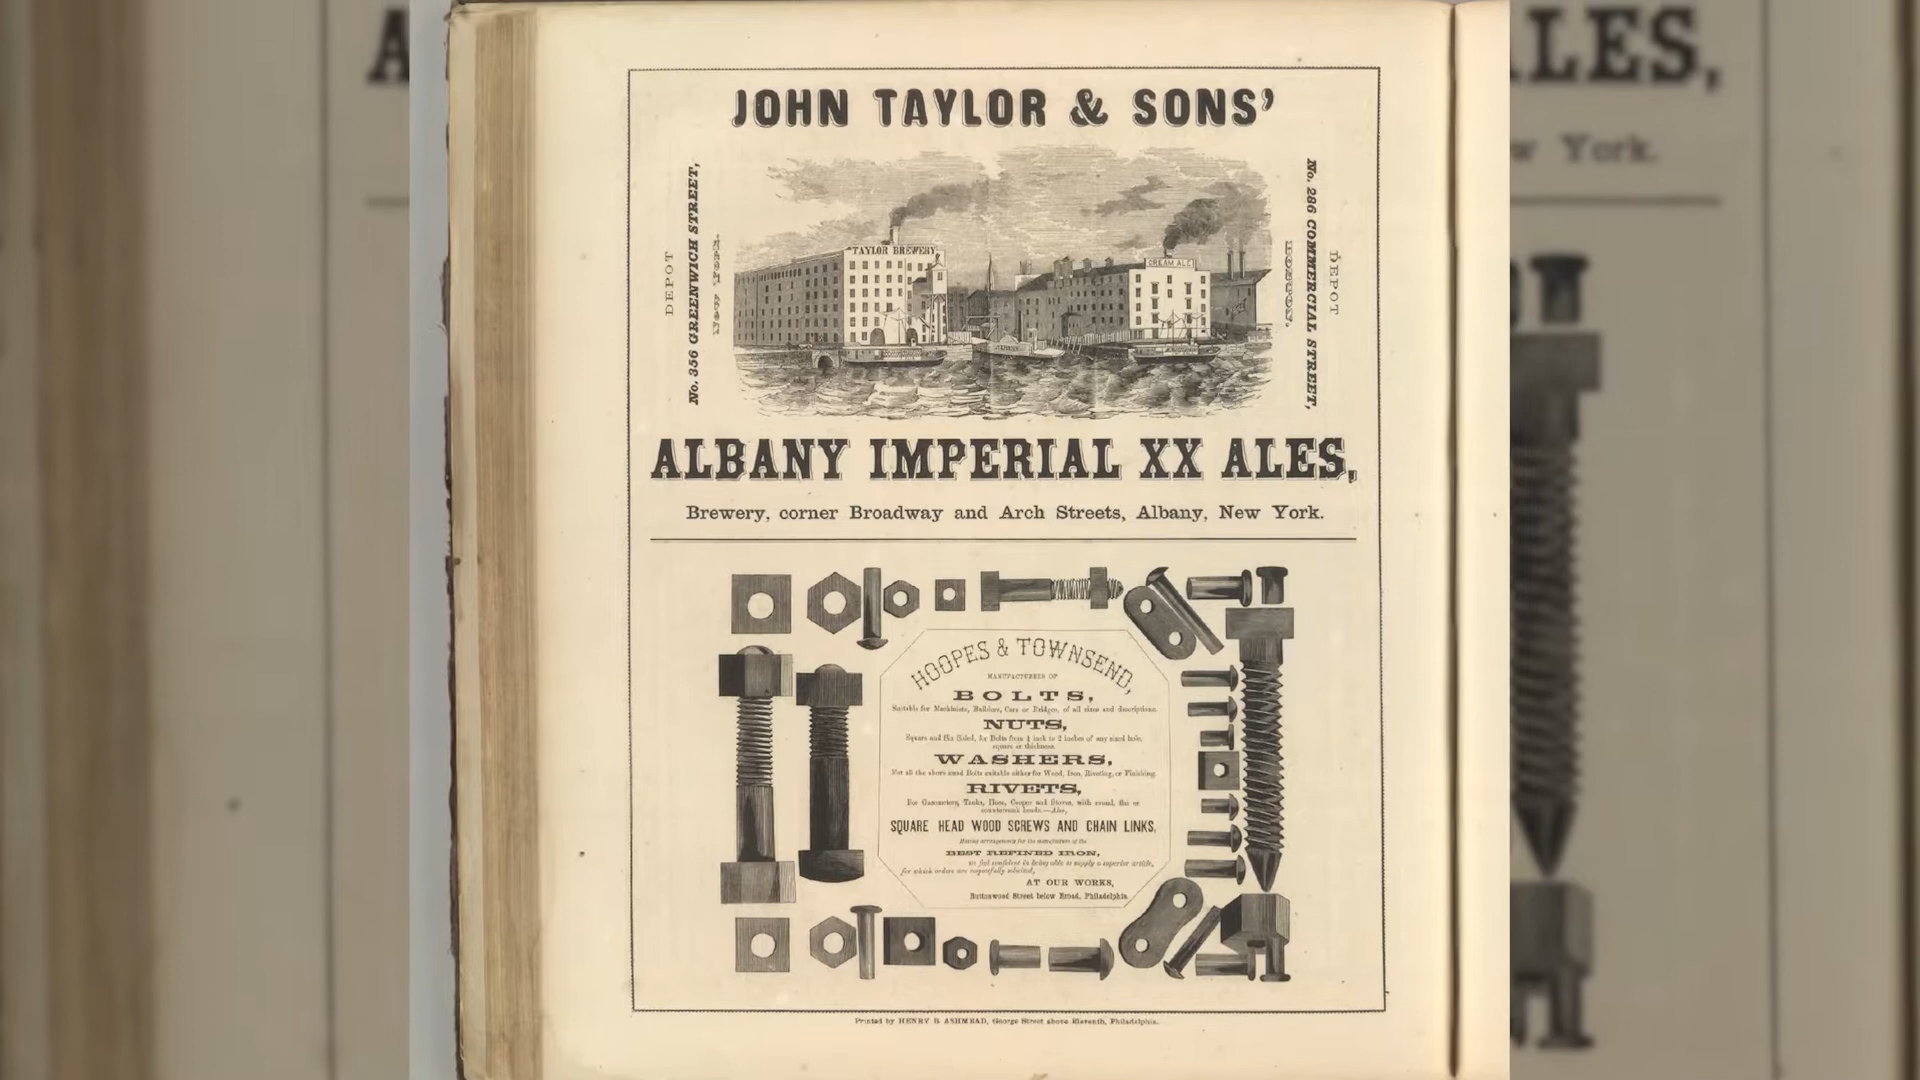 JOHN TAYLOR & SONS'
DEPOT
No. 356 GREENWICH STREET,
New York.
TAYLOR BREWERY
CREAM ALE
DEPOT
No. 286 COMMERCIAL STREET,
BOSTON.
ALBANY IMPERIAL XX ALES,
Brewery, corner Broadway and Arch Streets, Albany, New York.
HOOPES & TOWNSEND,
MANUFACTURERS OF
BOLTS,
Suitable for Machinists, Builders, Cars or Bridges, of all sizes and descriptions.
NUTS,
Square and Six Sided, for Bolts from inch to 2 inches of any sized hole,
square or thickness.
WASHERS,
For all the above sized Bolts suitable either for Wood, Iron, Riveting, or Finishing.
RIVETS,
For Gasometers, Tanks, Hose, Cooper and Stoves, with round, flat or
countersunk heads.—Also,
SQUARE HEAD WOOD SCREWS AND CHAIN LINKS,
Having arrangements for the manufacture of the
BEST REFINED IRON,
we feel confident in being able to supply a superior article,
for which orders are respectfully solicited,
AT OUR WORKS,
Buttonwood Street below Broad, Philadelphia.
Printed by HENRY B. ASHMEAD, George Street above Eleventh, Philadelphia.
ALES,
w York.